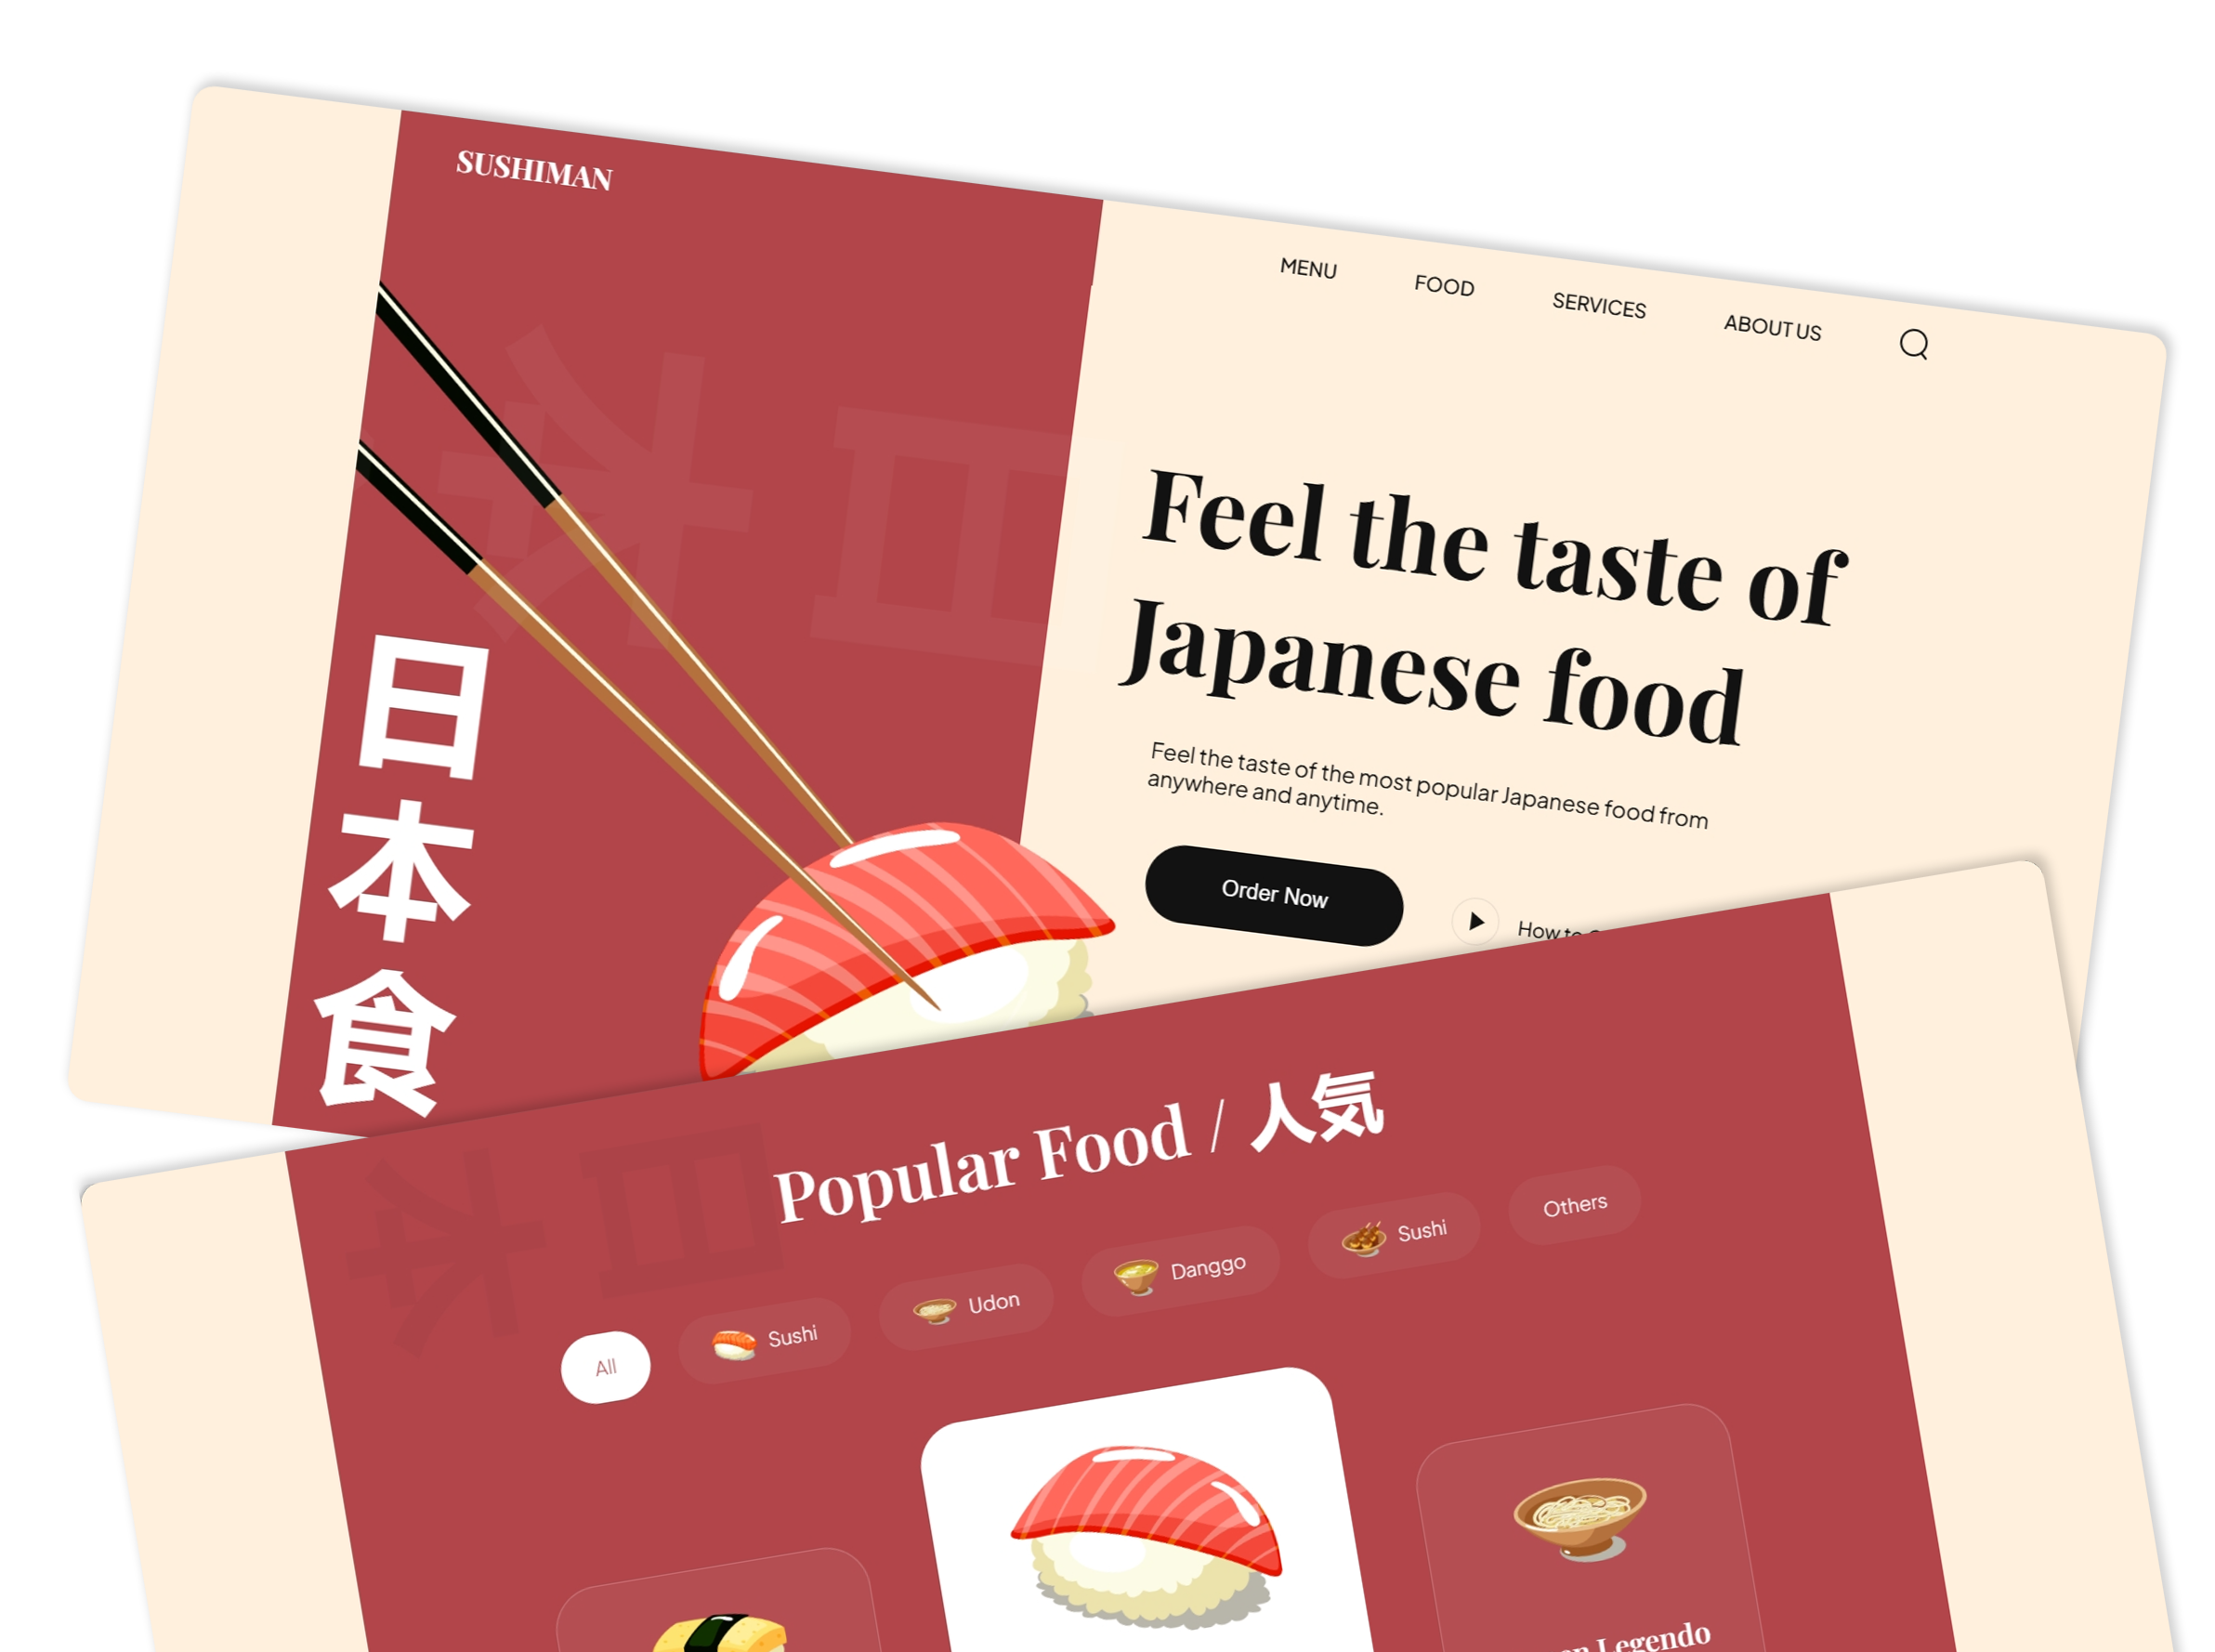 SUSHIMAN
MENU
FOOD
SERVICES
ABOUT US
日
本
食
Feel the taste of
Japanese food
Feel the taste of the most popular Japanese food from
anywhere and anytime.
Order Now
How to
Popular Food / 人気
All
Sushi
Udon
Danggo
Sushi
Others
Legendo